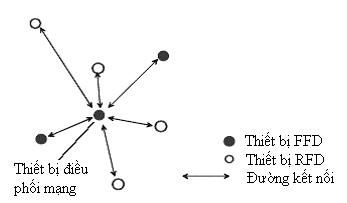 Thiết bị FFD
Thiết bị RFD
Đường kết nối
Thiết bị điều
phối mạng